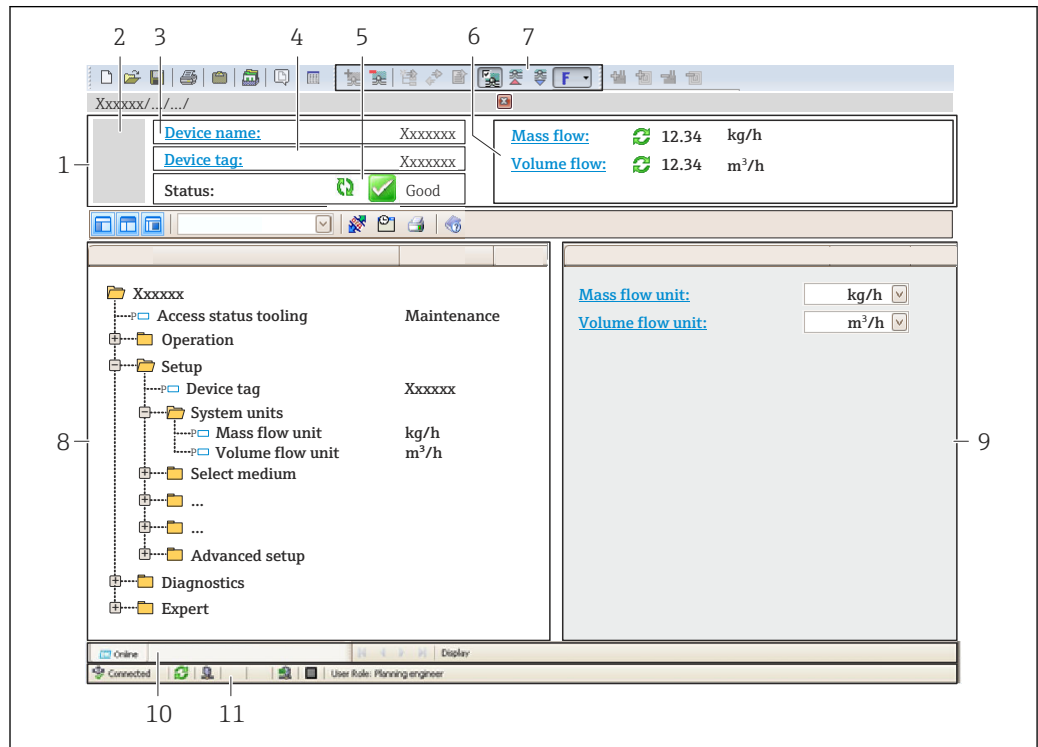 2 3 4 5 6 7
F
Xxxxxx/.../.../
1
Device name: Xxxxxxx
Device tag: Xxxxxxx
Status: Good
Mass flow: 12.34 kg/h
Volume flow: 12.34 m³/h
Xxxxxx
P Access status tooling Maintenance
Operation
Setup
P Device tag Xxxxxx
System units
P Mass flow unit kg/h
P Volume flow unit m³/h
Select medium
...
...
Advanced setup
Diagnostics
Expert
8
Mass flow unit: kg/h
Volume flow unit: m³/h
9
Online Display
Connected User Role: Planning engineer
10 11